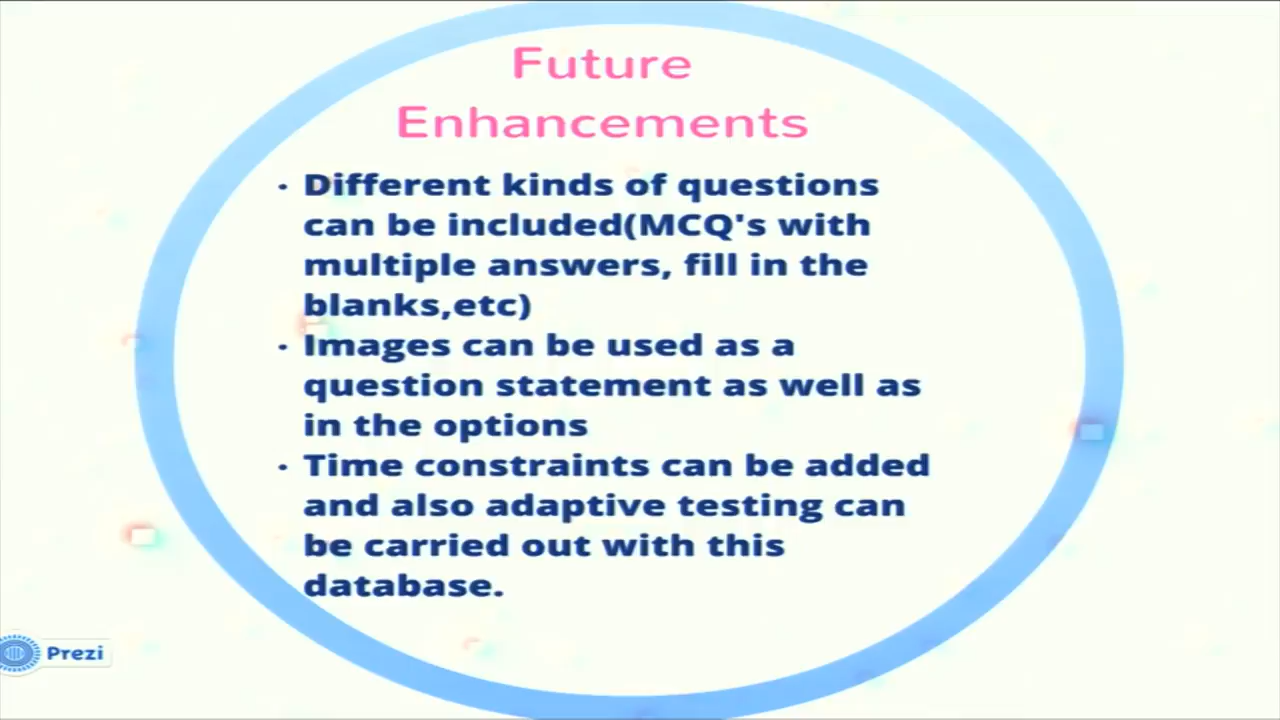 Future
Enhancements
• Different kinds of questions
can be included(MCQ's with
multiple answers, fill in the
blanks,etc)
• Images can be used as a
question statement as well as
in the options
• Time constraints can be added
and also adaptive testing can
be carried out with this
database.
Prezi